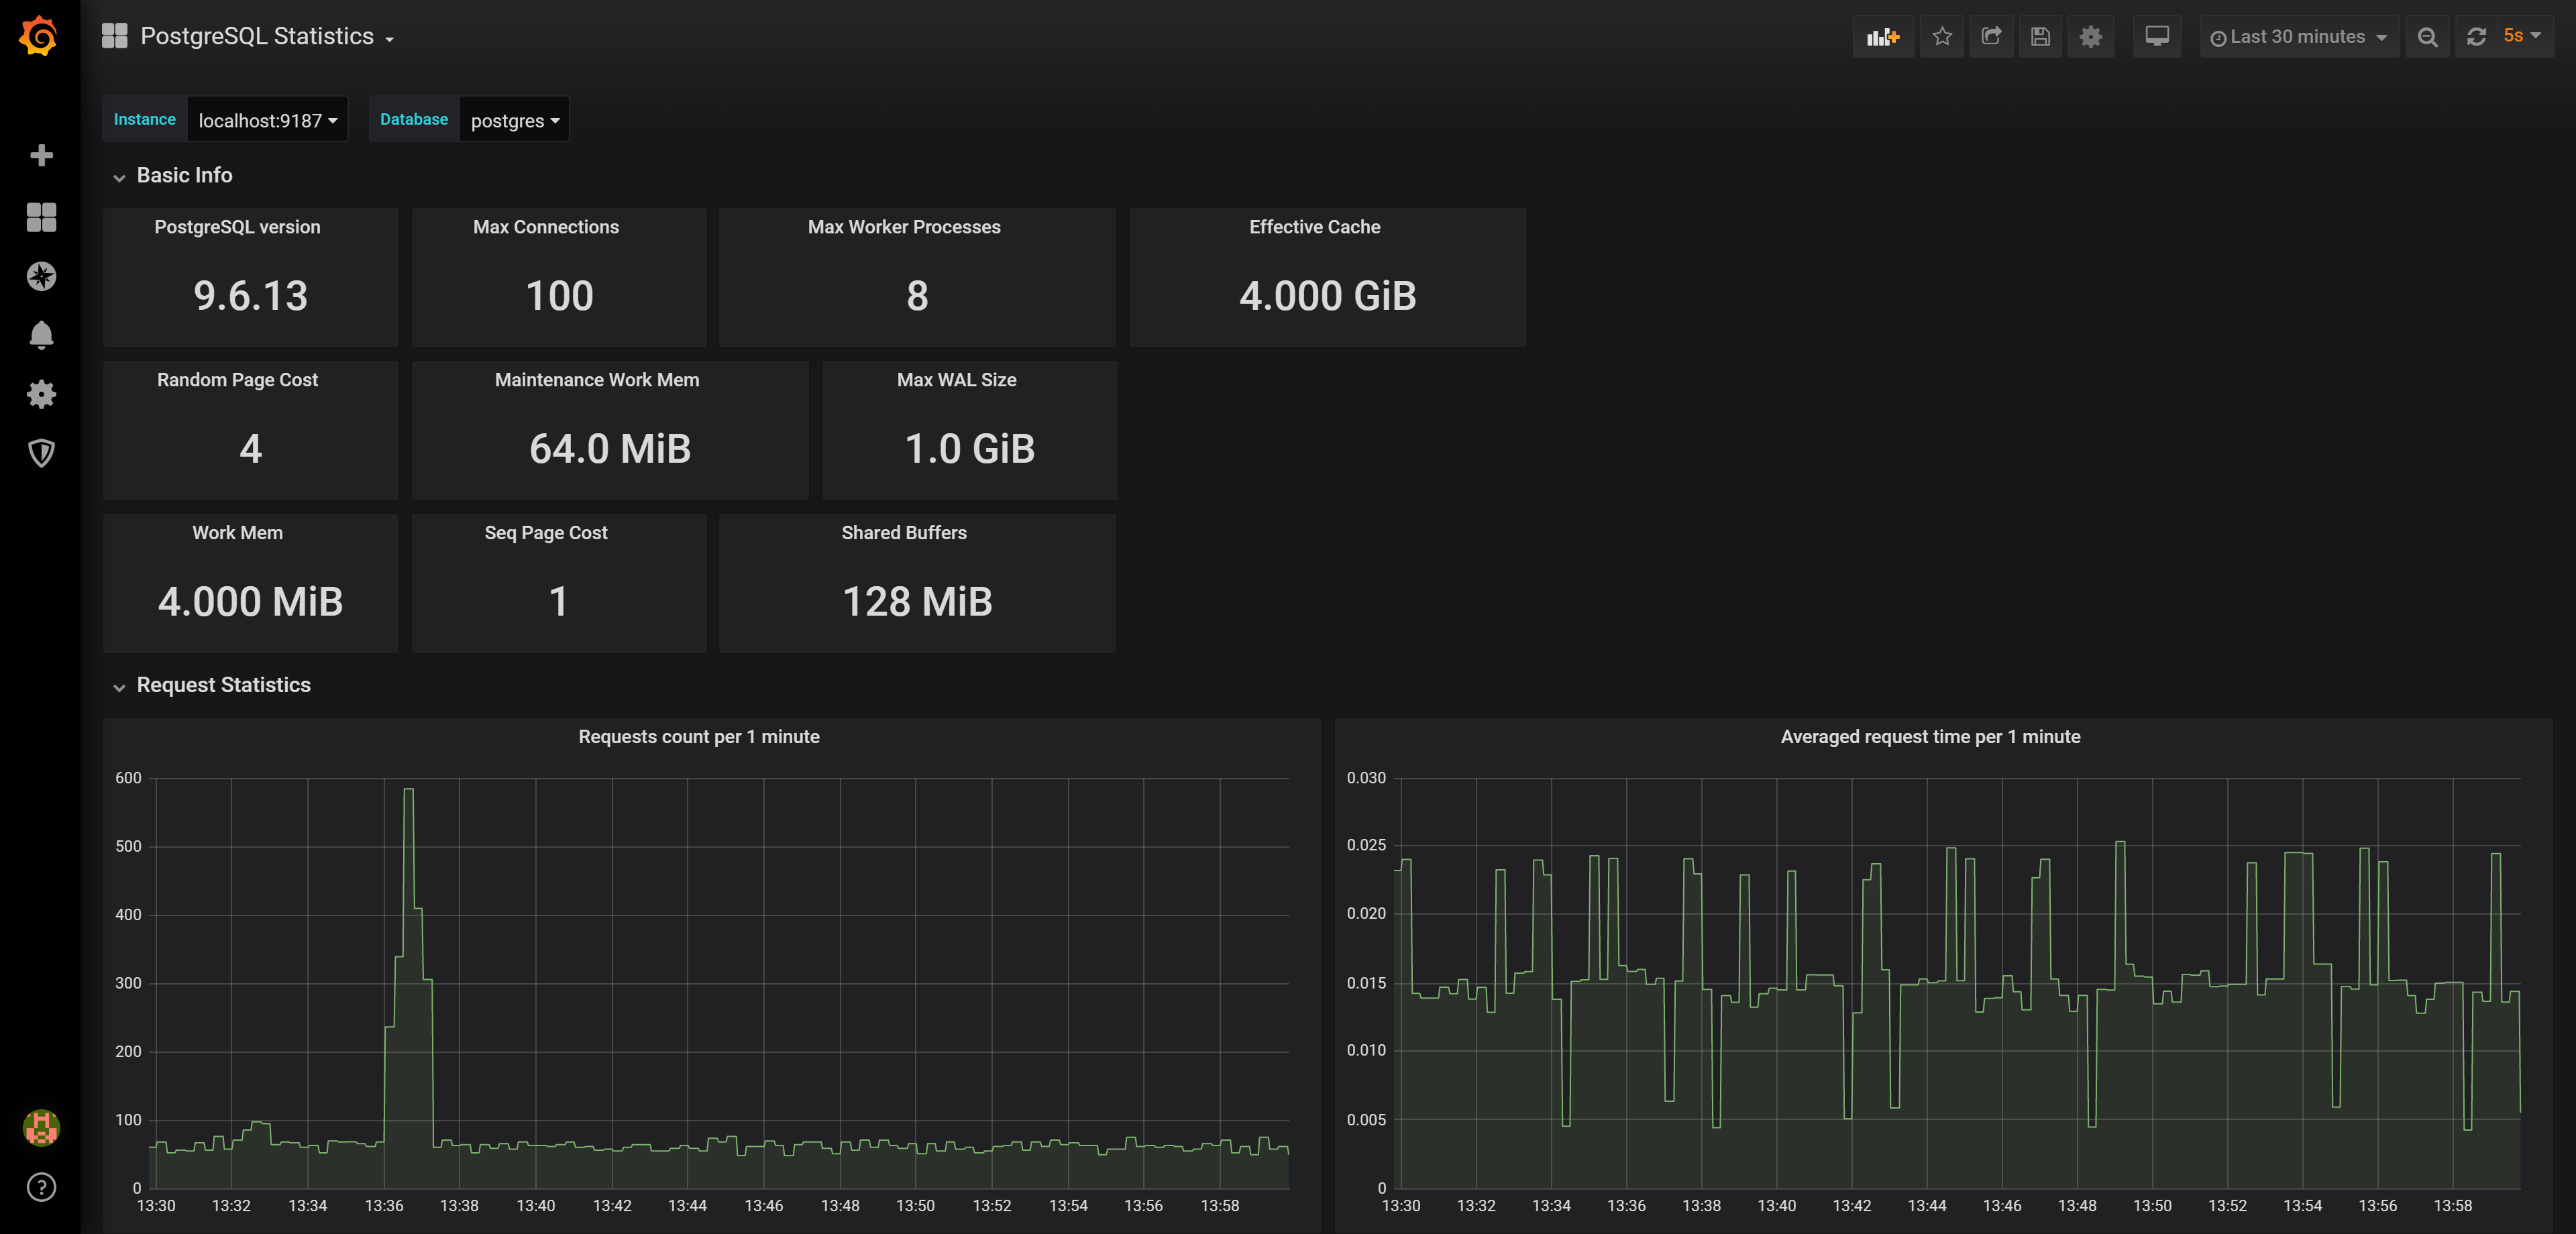 PostgreSQL Statistics
Last 30 minutes
5s
Instance localhost:9187 Database postgres
Basic Info
PostgreSQL version
9.6.13
Max Connections
100
Max Worker Processes
8
Effective Cache
4.000 GiB
Random Page Cost
4
Maintenance Work Mem
64.0 MiB
Max WAL Size
1.0 GiB
Work Mem
4.000 MiB
Seq Page Cost
1
Shared Buffers
128 MiB
Request Statistics
Requests count per 1 minute
600
500
400
300
200
100
0
13:30 13:32 13:34 13:36 13:38 13:40 13:42 13:44 13:46 13:48 13:50 13:52 13:54 13:56 13:58
Averaged request time per 1 minute
0.030
0.025
0.020
0.015
0.010
0.005
0
13:30 13:32 13:34 13:36 13:38 13:40 13:42 13:44 13:46 13:48 13:50 13:52 13:54 13:56 13:58
?